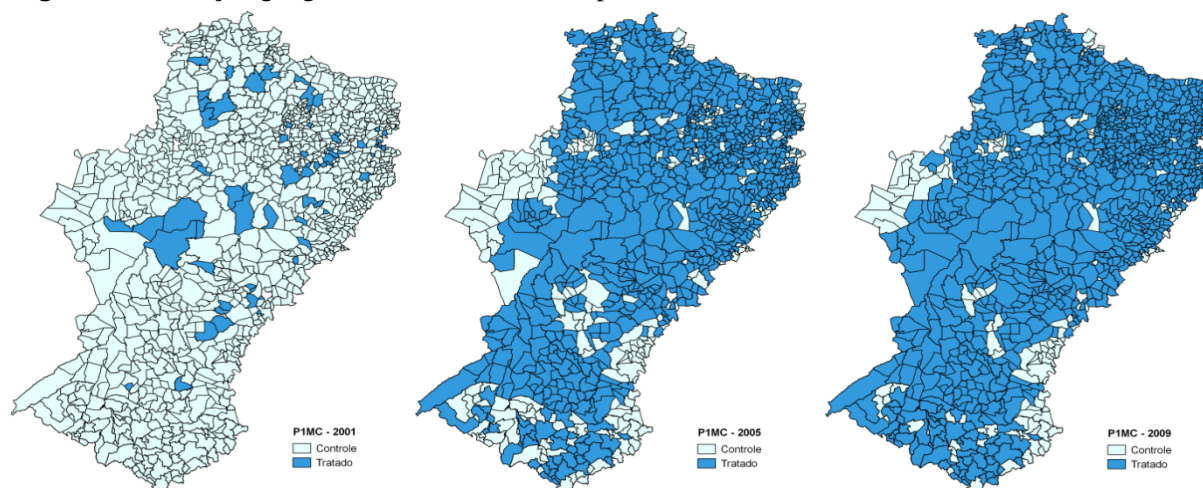 P1MC - 2001
Controle
Tratado
P1MC - 2005
Controle
Tratado
P1MC - 2009
Controle
Tratado